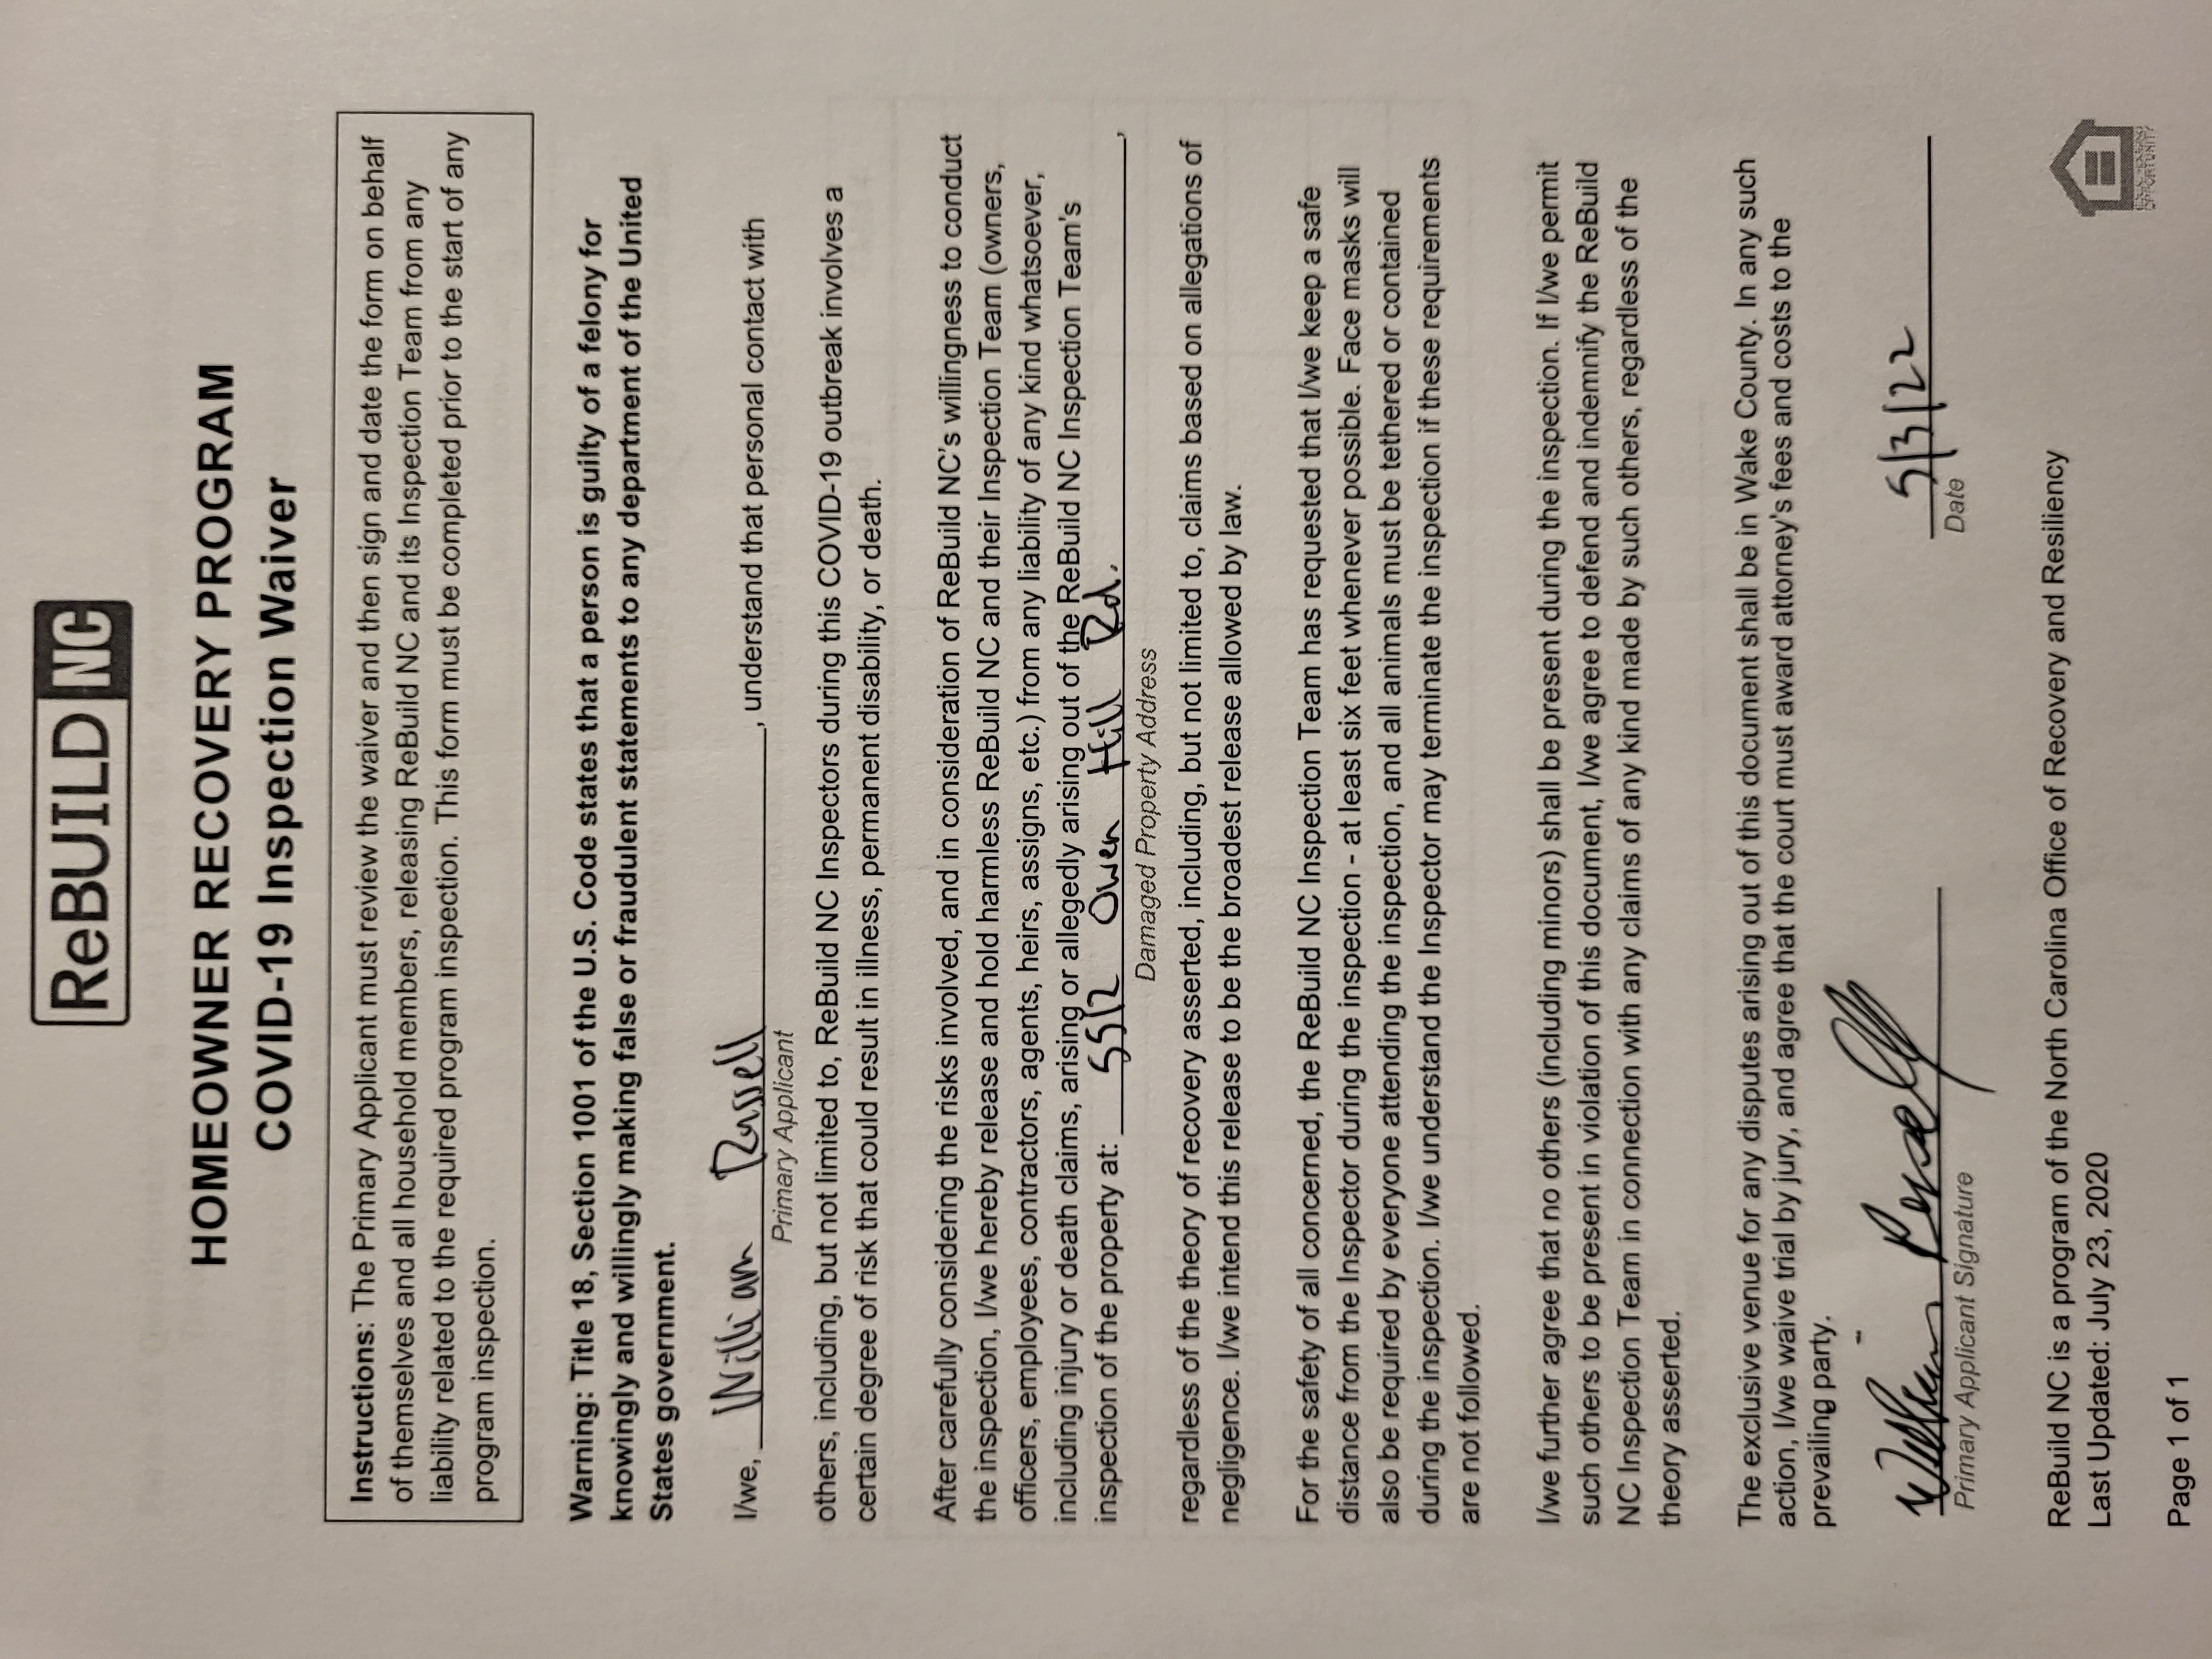 ReBUILD NC
HOMEOWNER RECOVERY PROGRAM
COVID-19 Inspection Waiver
Instructions: The Primary Applicant must review the waiver and then sign and date the form on behalf
of themselves and all household members, releasing ReBuild NC and its Inspection Team from any
liability related to the required program inspection. This form must be completed prior to the start of any
program inspection.
Warning: Title 18, Section 1001 of the U.S. Code states that a person is guilty of a felony for
knowingly and willingly making false or fraudulent statements to any department of the United
States government.
I/we, William Russell, understand that personal contact with
Primary Applicant
others, including, but not limited to, ReBuild NC Inspectors during this COVID-19 outbreak involves a
certain degree of risk that could result in illness, permanent disability, or death.
After carefully considering the risks involved, and in consideration of ReBuild NC's willingness to conduct
the inspection, I/we hereby release and hold harmless ReBuild NC and their Inspection Team (owners,
officers, employees, contractors, agents, heirs, assigns, etc.) from any liability of any kind whatsoever,
including injury or death claims, arising or allegedly arising out of the ReBuild NC Inspection Team's
inspection of the property at: 5512 Owen Hill Rd.,
Damaged Property Address
regardless of the theory of recovery asserted, including, but not limited to, claims based on allegations of
negligence. I/we intend this release to be the broadest release allowed by law.
For the safety of all concerned, the ReBuild NC Inspection Team has requested that I/we keep a safe
distance from the Inspector during the inspection - at least six feet whenever possible. Face masks will
also be required by everyone attending the inspection, and all animals must be tethered or contained
during the inspection. I/we understand the Inspector may terminate the inspection if these requirements
are not followed.
I/we further agree that no others (including minors) shall be present during the inspection. If I/we permit
such others to be present in violation of this document, I/we agree to defend and indemnify the ReBuild
NC Inspection Team in connection with any claims of any kind made by such others, regardless of the
theory asserted.
The exclusive venue for any disputes arising out of this document shall be in Wake County. In any such
action, I/we waive trial by jury, and agree that the court must award attorney's fees and costs to the
prevailing party.
William Russell 5/3/22
Primary Applicant Signature Date
ReBuild NC is a program of the North Carolina Office of Recovery and Resiliency
Last Updated: July 23, 2020
OPPORTUNITY
Page 1 of 1